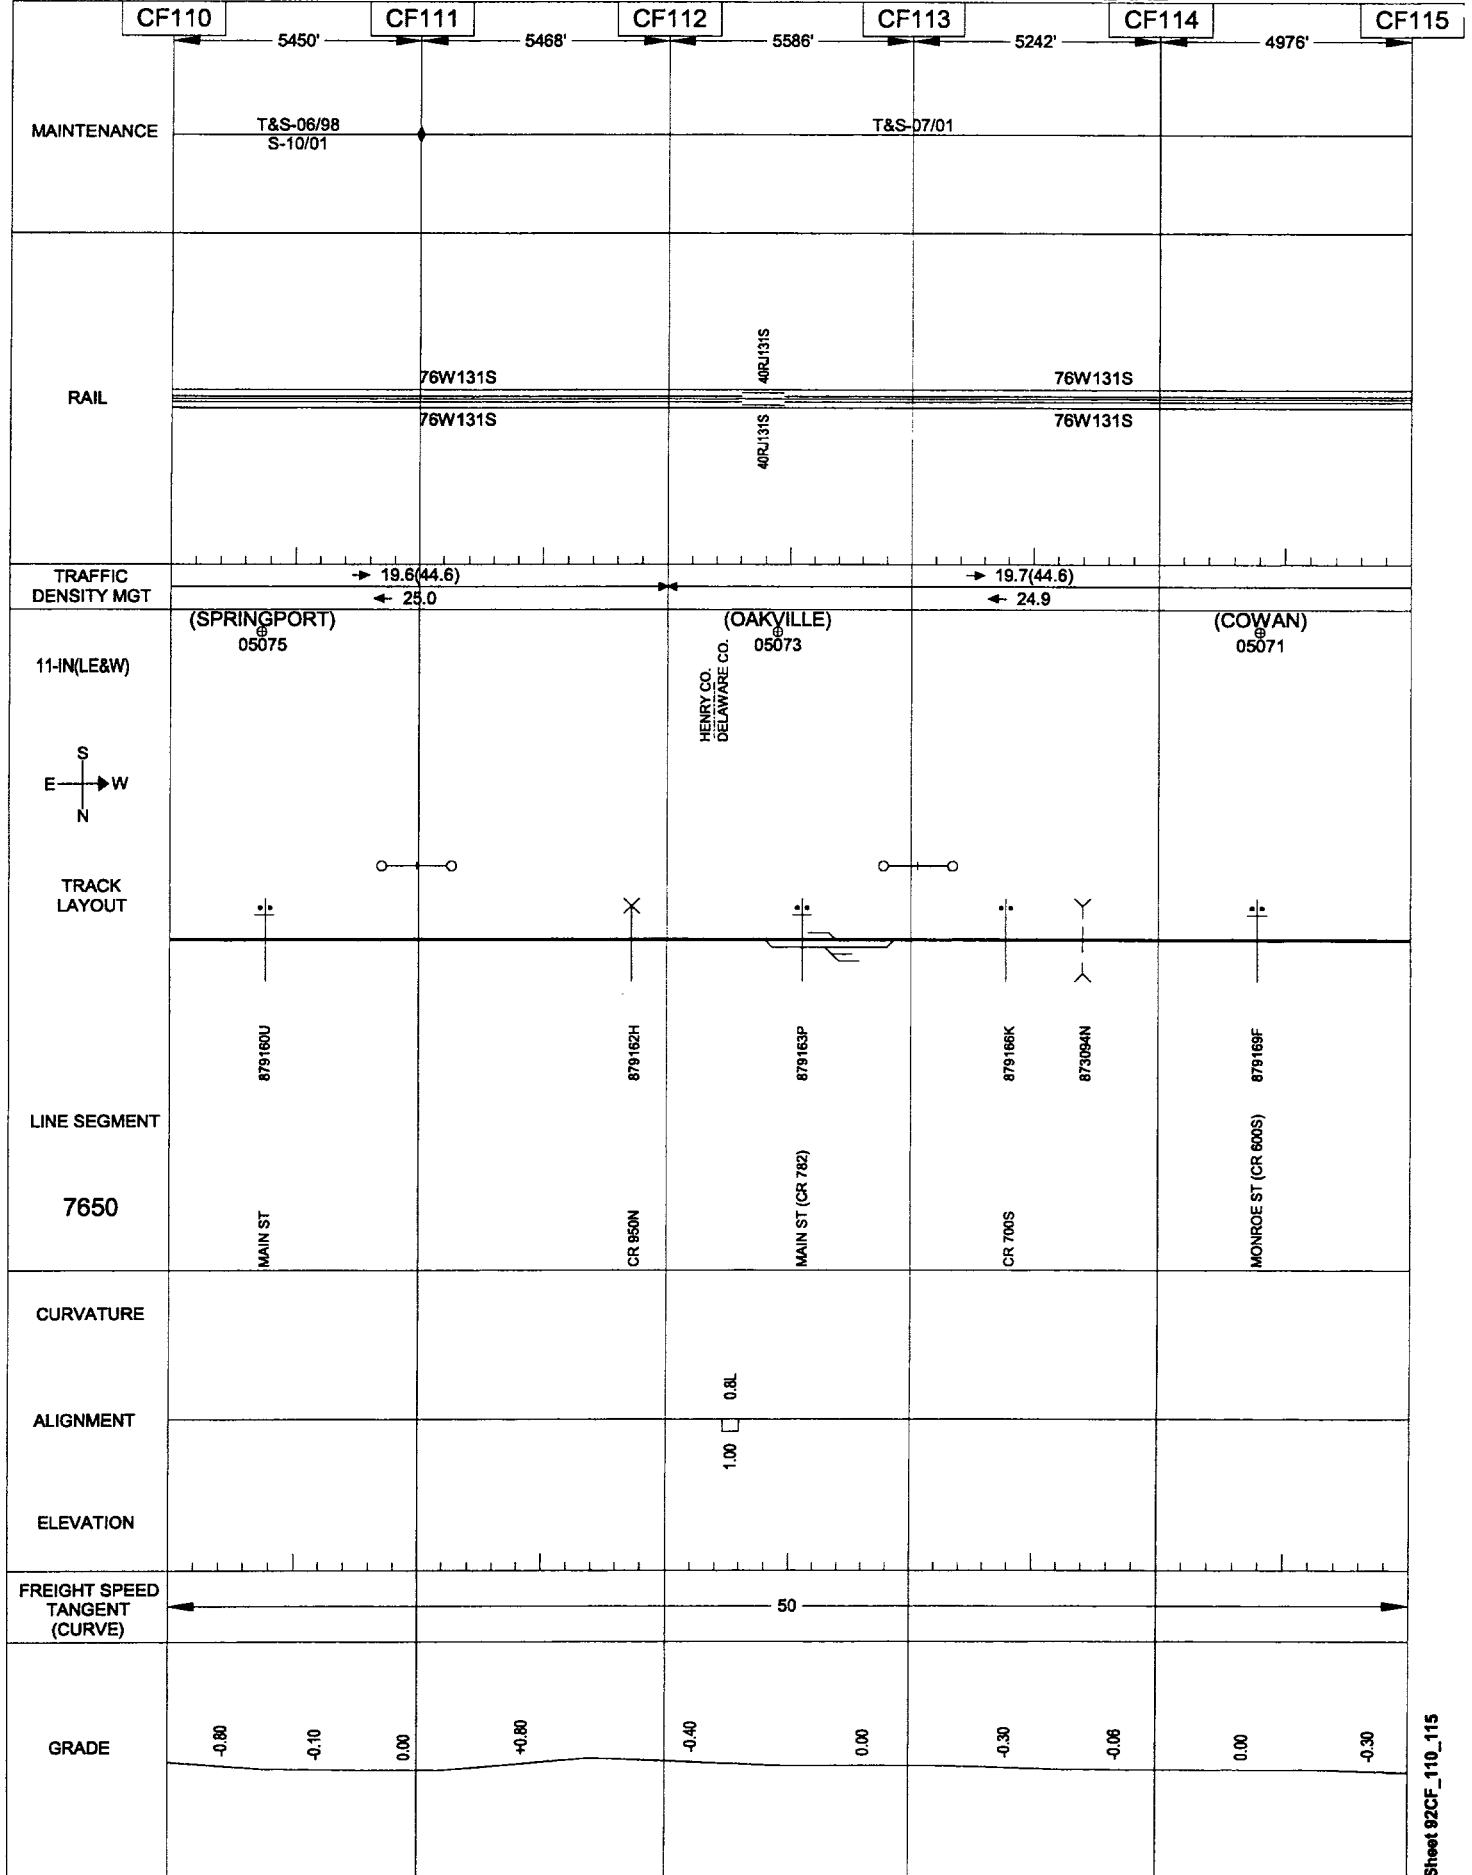 CF110 CF111 CF112 CF113 CF114 CF115
5450' 5468' 5586' 5242' 4976'
MAINTENANCE
T&S-06/98
S-10/01
T&S-07/01
RAIL
76W131S
76W131S
40RJ131S
40RJ131S
76W131S
76W131S
TRAFFIC
DENSITY MGT
19.6(44.6)
25.0
19.7(44.6)
24.9
(SPRINGPORT)
05075
(OAKVILLE)
05073
(COWAN)
05071
11-IN(LE&W)
HENRY CO.
DELAWARE CO.
S
E W
N
TRACK
LAYOUT
879160U
879162H
879163P
879166K
873094N
879169F
LINE SEGMENT
7650
MAIN ST
CR 950N
MAIN ST (CR 782)
CR 700S
MONROE ST (CR 600S)
CURVATURE
ALIGNMENT
0.8L
1.00
ELEVATION
FREIGHT SPEED
TANGENT
(CURVE)
50
GRADE
-0.80
-0.10
0.00
+0.80
-0.40
0.00
-0.30
-0.06
0.00
-0.30
Sheet 92CF_110_115